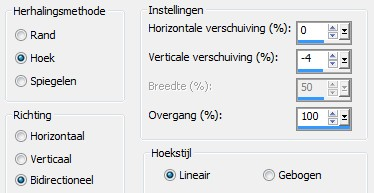 Herhalingsmethode
Rand
Hoek
Spiegelen
Richting
Horizontaal
Verticaal
Bidirectioneel
Instellingen
Horizontale verschuiving (%): 0
Verticale verschuiving (%): -4
Breedte (%): 50
Overgang (%): 100
Hoekstijl
Lineair
Gebogen